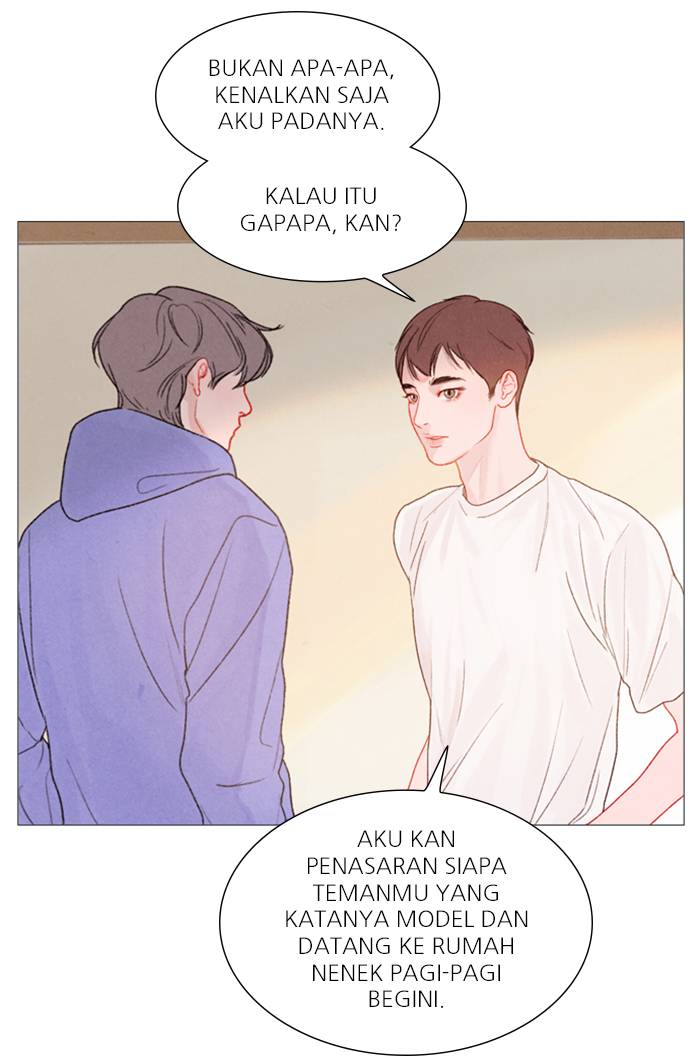 BUKAN APA-APA,
KENALKAN SAJA
AKU PADANYA.
KALAU ITU
GAPAPA, KAN?
AKU KAN
PENASARAN SIAPA
TEMANMU YANG
KATANYA MODEL DAN
DATANG KE RUMAH
NENEK PAGI-PAGI
BEGINI.